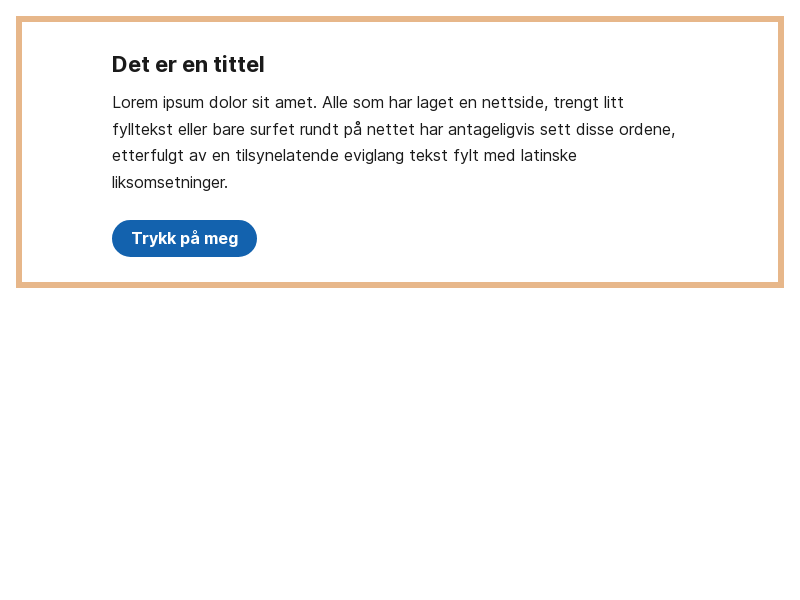 Det er en tittel
Lorem ipsum dolor sit amet. Alle som har laget en nettside, trengt litt
fylltekst eller bare surfet rundt på nettet har antageligvis sett disse ordene,
etterfulgt av en tilsynelatende eviglang tekst fylt med latinske
liksomsetninger.
Trykk på meg